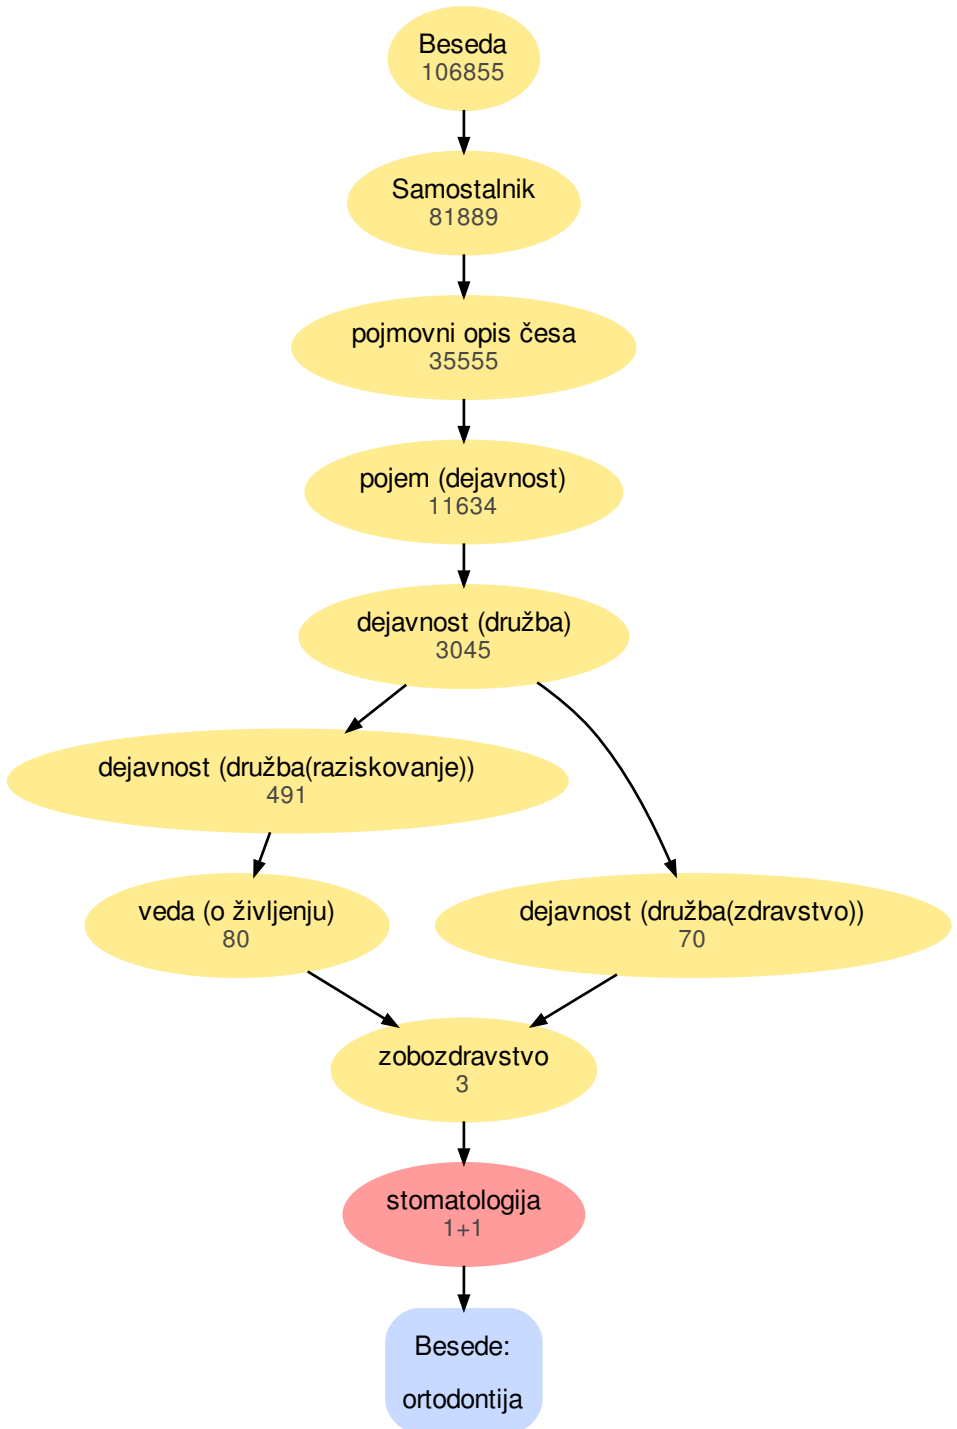 Beseda
106855
Samostalnik
81889
pojmovni opis česa
35555
pojem (dejavnost)
11634
dejavnost (družba)
3045
dejavnost (družba(raziskovanje))
491
veda (o življenju)
80
dejavnost (družba(zdravstvo))
70
zobozdravstvo
3
stomatologija
1+1
Besede:
ortodontija